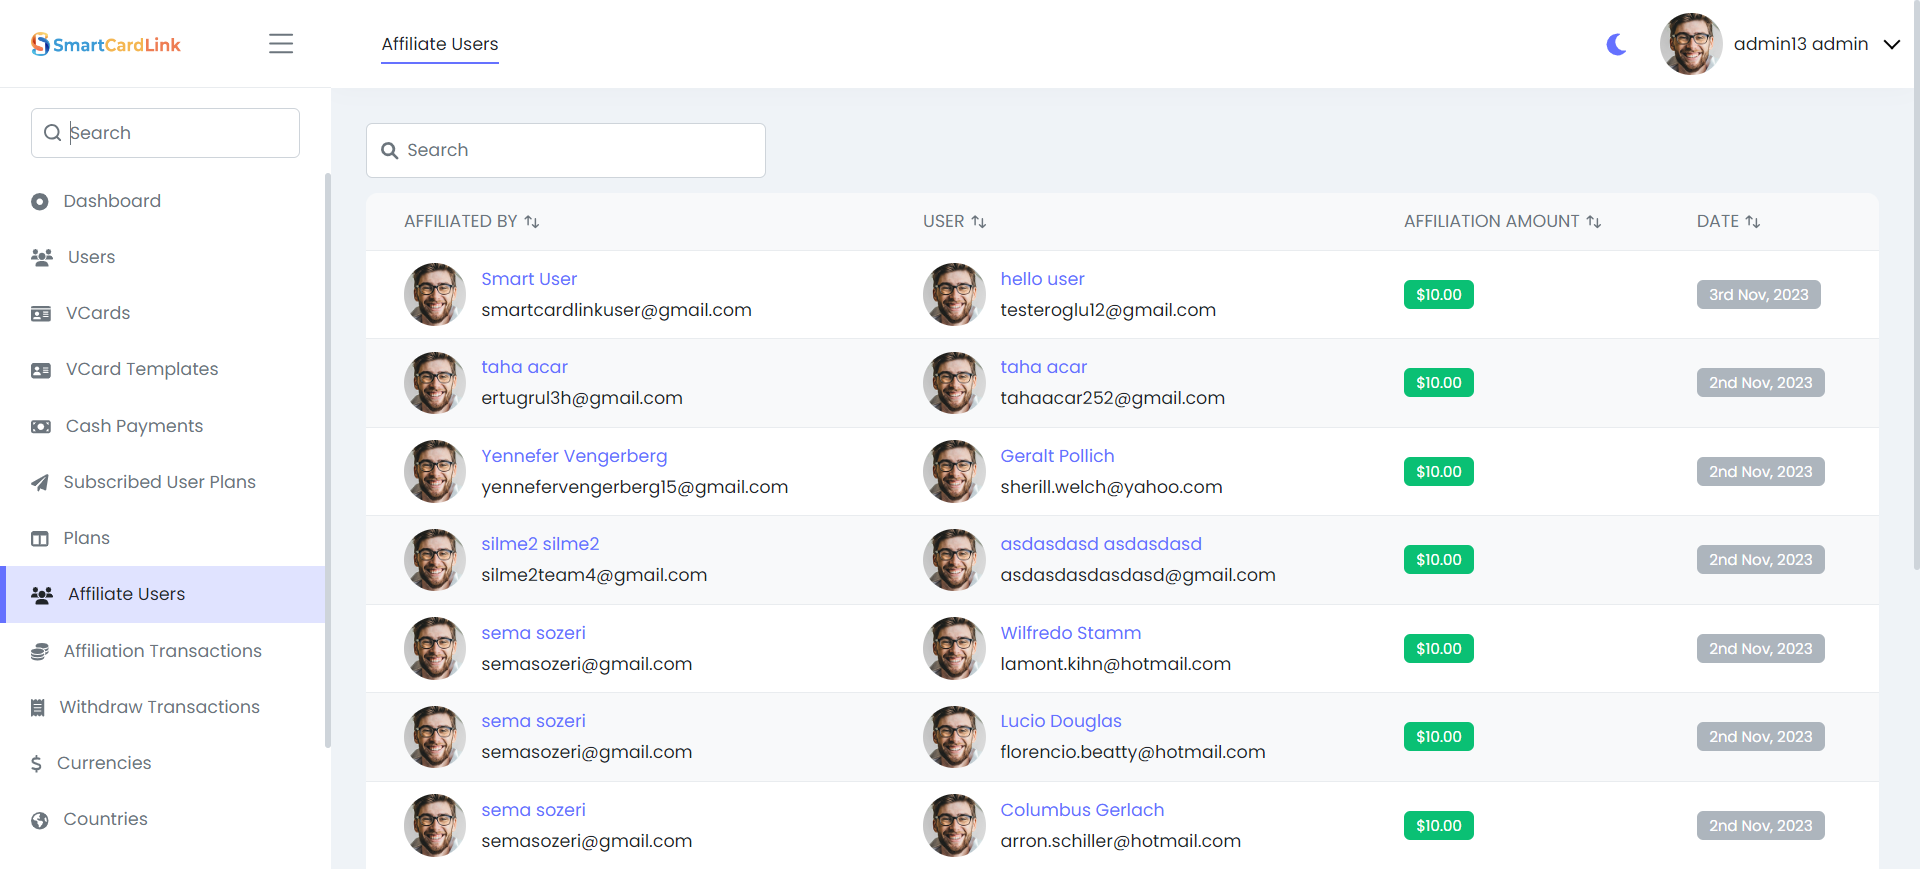 SmartCardLink
Affiliate Users
admin13 admin
Search
Dashboard
Users
VCards
VCard Templates
Cash Payments
Subscribed User Plans
Plans
Affiliate Users
Affiliation Transactions
Withdraw Transactions
Currencies
Countries
Search
AFFILIATED BY USER AFFILIATION AMOUNT DATE
Smart User hello user
smartcardlinkuser@gmail.com testeroglu12@gmail.com $10.00 3rd Nov, 2023
taha acar taha acar
ertugrul3h@gmail.com tahaacar252@gmail.com $10.00 2nd Nov, 2023
Yennefer Vengerberg Geralt Pollich
yennefervengerberg15@gmail.com sherill.welch@yahoo.com $10.00 2nd Nov, 2023
silme2 silme2 asdasdasd asdasdasd
silme2team4@gmail.com asdasdasdasdasd@gmail.com $10.00 2nd Nov, 2023
sema sozeri Wilfredo Stamm
semasozeri@gmail.com lamont.kihn@hotmail.com $10.00 2nd Nov, 2023
sema sozeri Lucio Douglas
semasozeri@gmail.com florencio.beatty@hotmail.com $10.00 2nd Nov, 2023
sema sozeri Columbus Gerlach
semasozeri@gmail.com arron.schiller@hotmail.com $10.00 2nd Nov, 2023